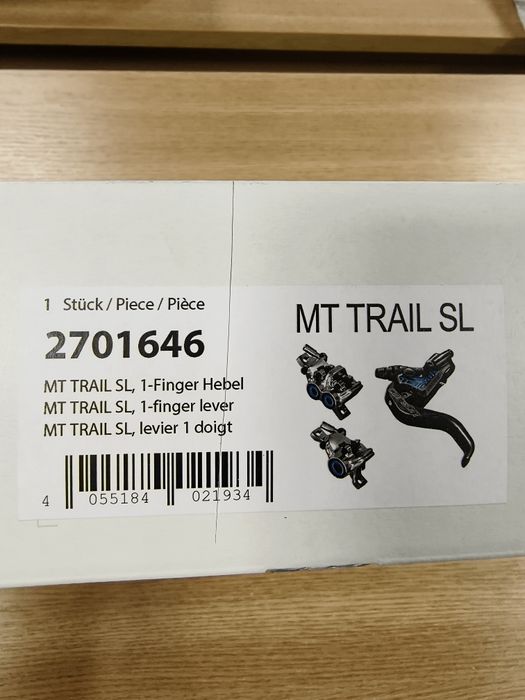 1 Stück / Piece / Pièce
2701646
MT TRAIL SL, 1-Finger Hebel
MT TRAIL SL, 1-finger lever
MT TRAIL SL, levier 1 doigt
4 055184 021934
MT TRAIL SL